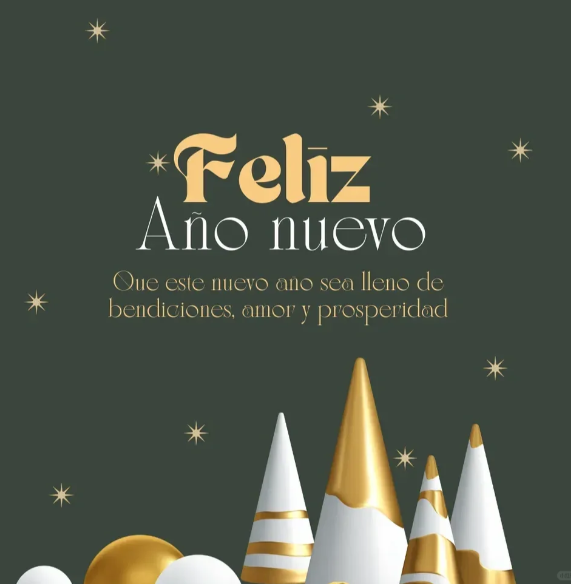 Feliz
Año nuevo
Que este nuevo ano sea lleno de
bendiciones, amor y prosperidad